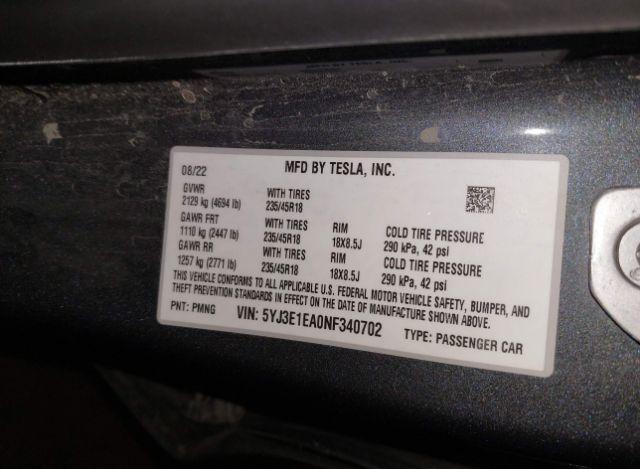 08/22 MFD BY TESLA, INC.
GVWR WITH TIRES
2129 kg (4694 lb) 235/45R18
GAWR FRT WITH TIRES RIM COLD TIRE PRESSURE
1110 kg (2447 lb) 235/45R18 18X8.5J 290 kPa, 42 psi
GAWR RR WITH TIRES RIM COLD TIRE PRESSURE
1257 kg (2771 lb) 235/45R18 18X8.5J 290 kPa, 42 psi
THIS VEHICLE CONFORMS TO ALL APPLICABLE U.S. FEDERAL MOTOR VEHICLE SAFETY, BUMPER, AND
THEFT PREVENTION STANDARDS IN EFFECT ON THE DATE OF MANUFACTURE SHOWN ABOVE.
PNT: PMNG VIN: 5YJ3E1EA0NF340702 TYPE: PASSENGER CAR